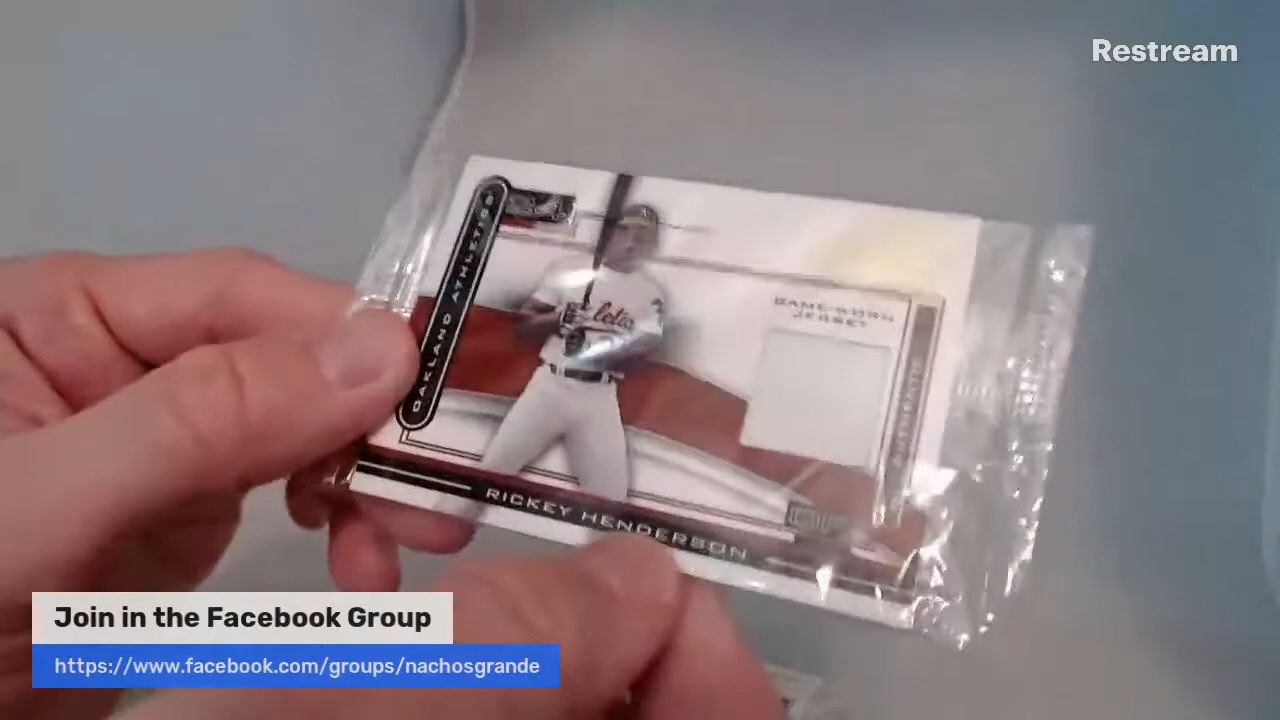 Restream
OAKLAND ATHLETICS
GAME-WORN
JERSEY
AUTHENTIC
RICKEY HENDERSON
Join in the Facebook Group
https://www.facebook.com/groups/nachosgrande